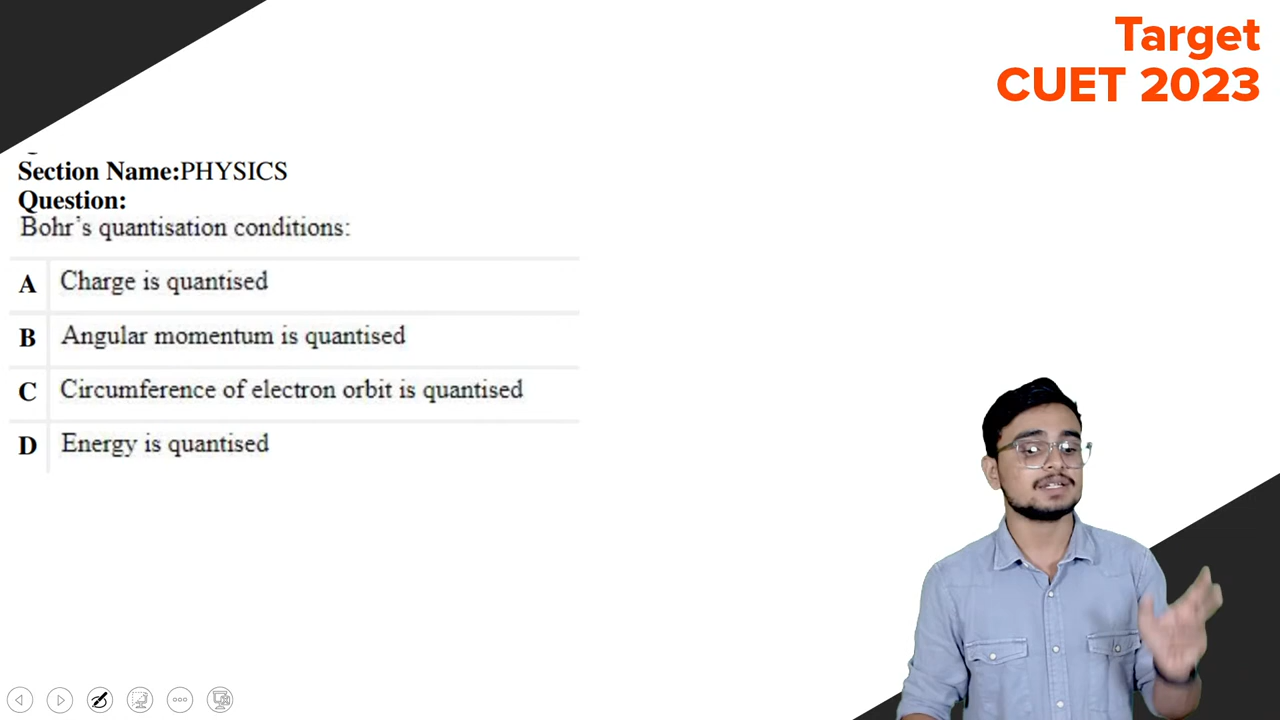 Target
CUET 2023
Section Name:PHYSICS
Question:
Bohr's quantisation conditions:
A Charge is quantised
B Angular momentum is quantised
C Circumference of electron orbit is quantised
D Energy is quantised